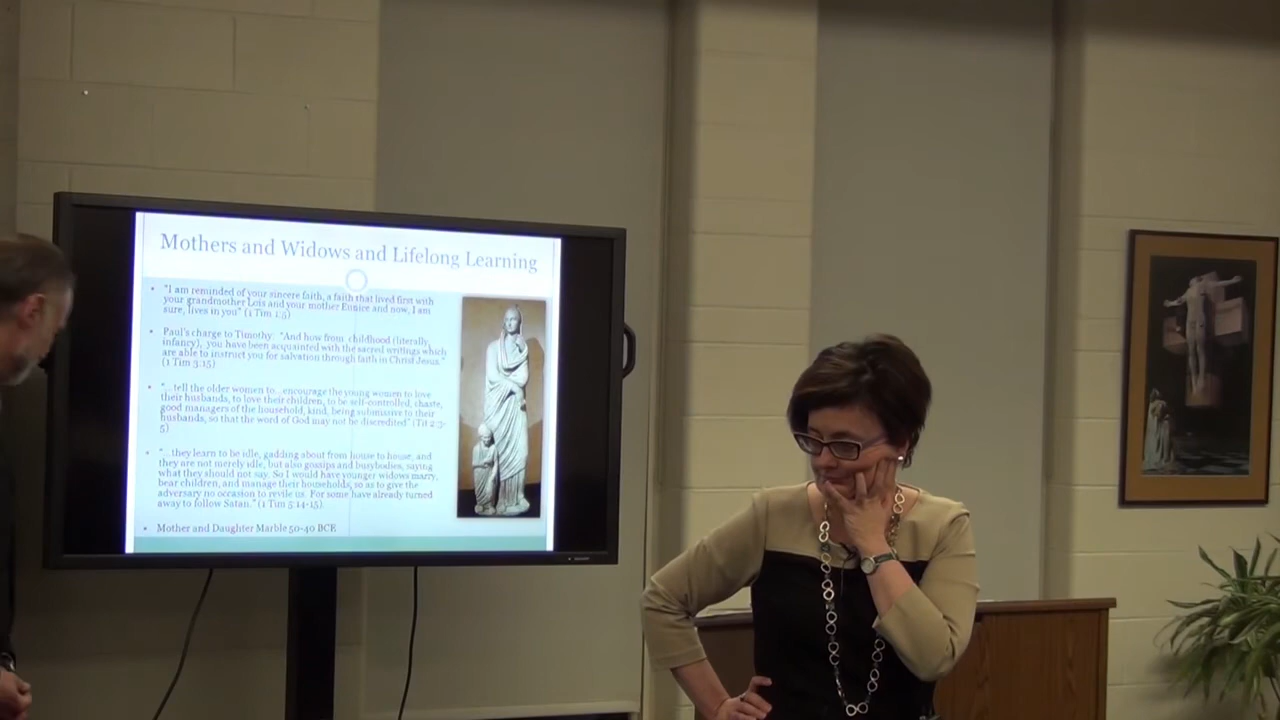 Mothers and Widows and Lifelong Learning
• "I am reminded of your sincere faith, a faith that lived first with
your grandmother Lois and your mother Eunice and now, I am
sure, lives in you" (1 Tim 1:5)
• Paul's charge to Timothy: "And how from childhood (literally,
infancy), you have been acquainted with the sacred writings which
are able to instruct you for salvation through faith in Christ Jesus."
(1 Tim 3:15)
• "...tell the older women to...encourage the young women to love
their husbands, to love their children, to be self-controlled, chaste,
good managers of the household, kind, being submissive to their
husbands, so that the word of God may not be discredited" (Tit 2:3-
5)
• "...they learn to be idle, gadding about from house to house, and
they are not merely idle, but also gossips and busybodies, saying
what they should not say. So I would have younger widows marry,
bear children, and manage their households, so as to give the
adversary no occasion to revile us. For some have already turned
away to follow Satan." (1 Tim 5:14-15).
• Mother and Daughter Marble 50-40 BCE